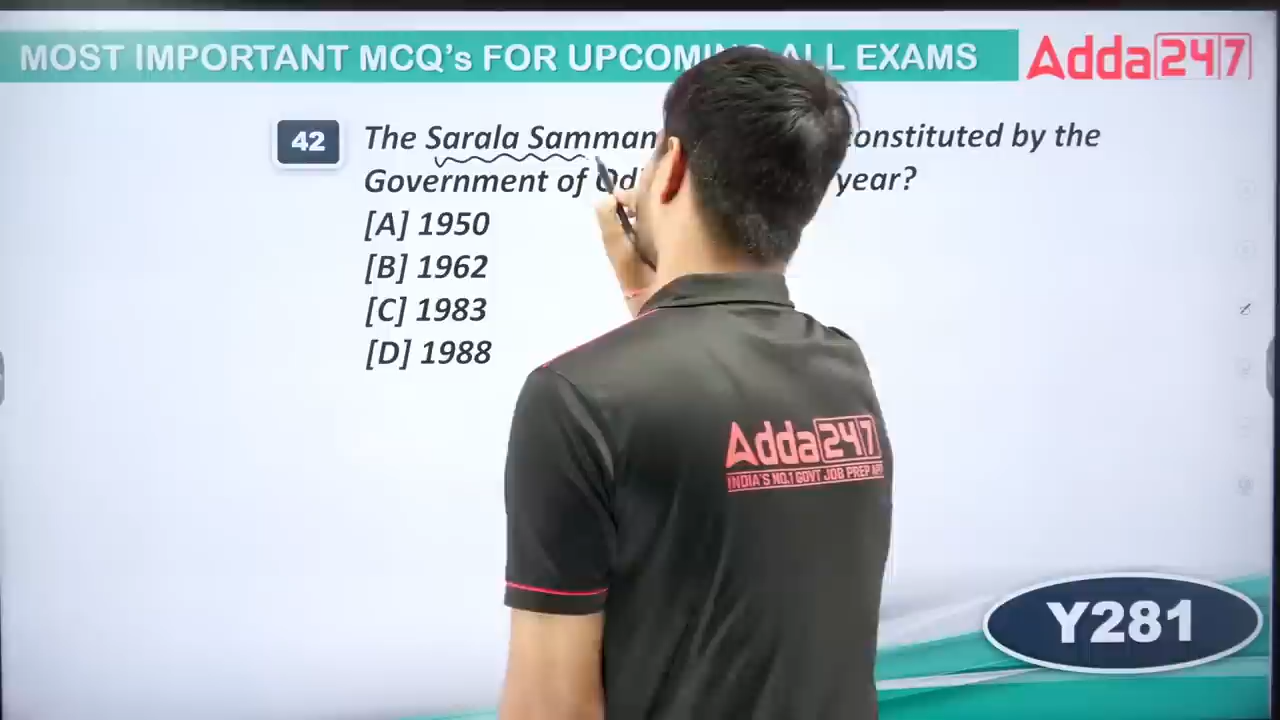 MOST IMPORTANT MCQ's FOR UPCOMING ALL EXAMS
Adda247
42
The Sarala Samman constituted by the
Government of year?
[A] 1950
[B] 1962
[C] 1983
[D] 1988
Adda247
INDIA'S NO.1 GOVT JOB PREP APP
Y281